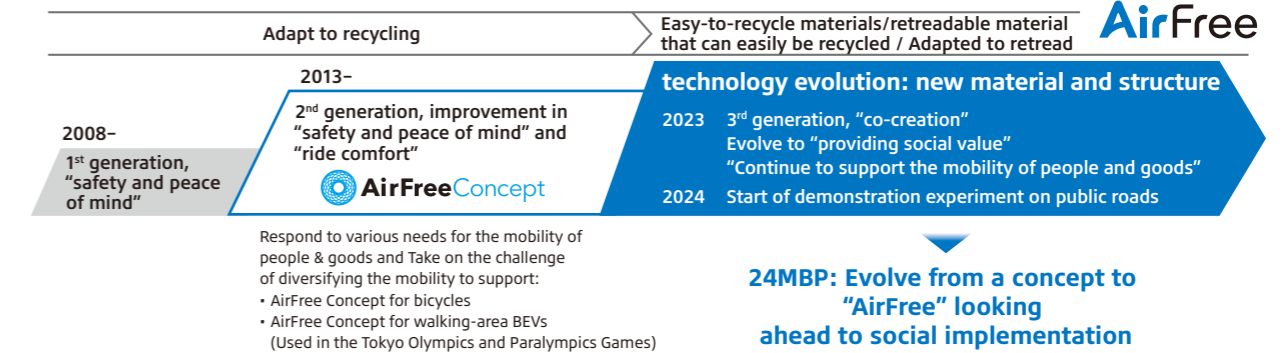 Adapt to recycling
Easy-to-recycle materials/retreadable material
that can easily be recycled / Adapted to retread
AirFree
2008–
1st generation,
“safety and peace
of mind”
2013–
2nd generation, improvement in
“safety and peace of mind” and
“ride comfort”
AirFreeConcept
Respond to various needs for the mobility of
people & goods and Take on the challenge
of diversifying the mobility to support:
• AirFree Concept for bicycles
• AirFree Concept for walking-area BEVs
(Used in the Tokyo Olympics and Paralympics Games)
technology evolution: new material and structure
2023 3rd generation, “co-creation”
Evolve to “providing social value”
“Continue to support the mobility of people and goods”
2024 Start of demonstration experiment on public roads
24MBP: Evolve from a concept to
“AirFree” looking
ahead to social implementation